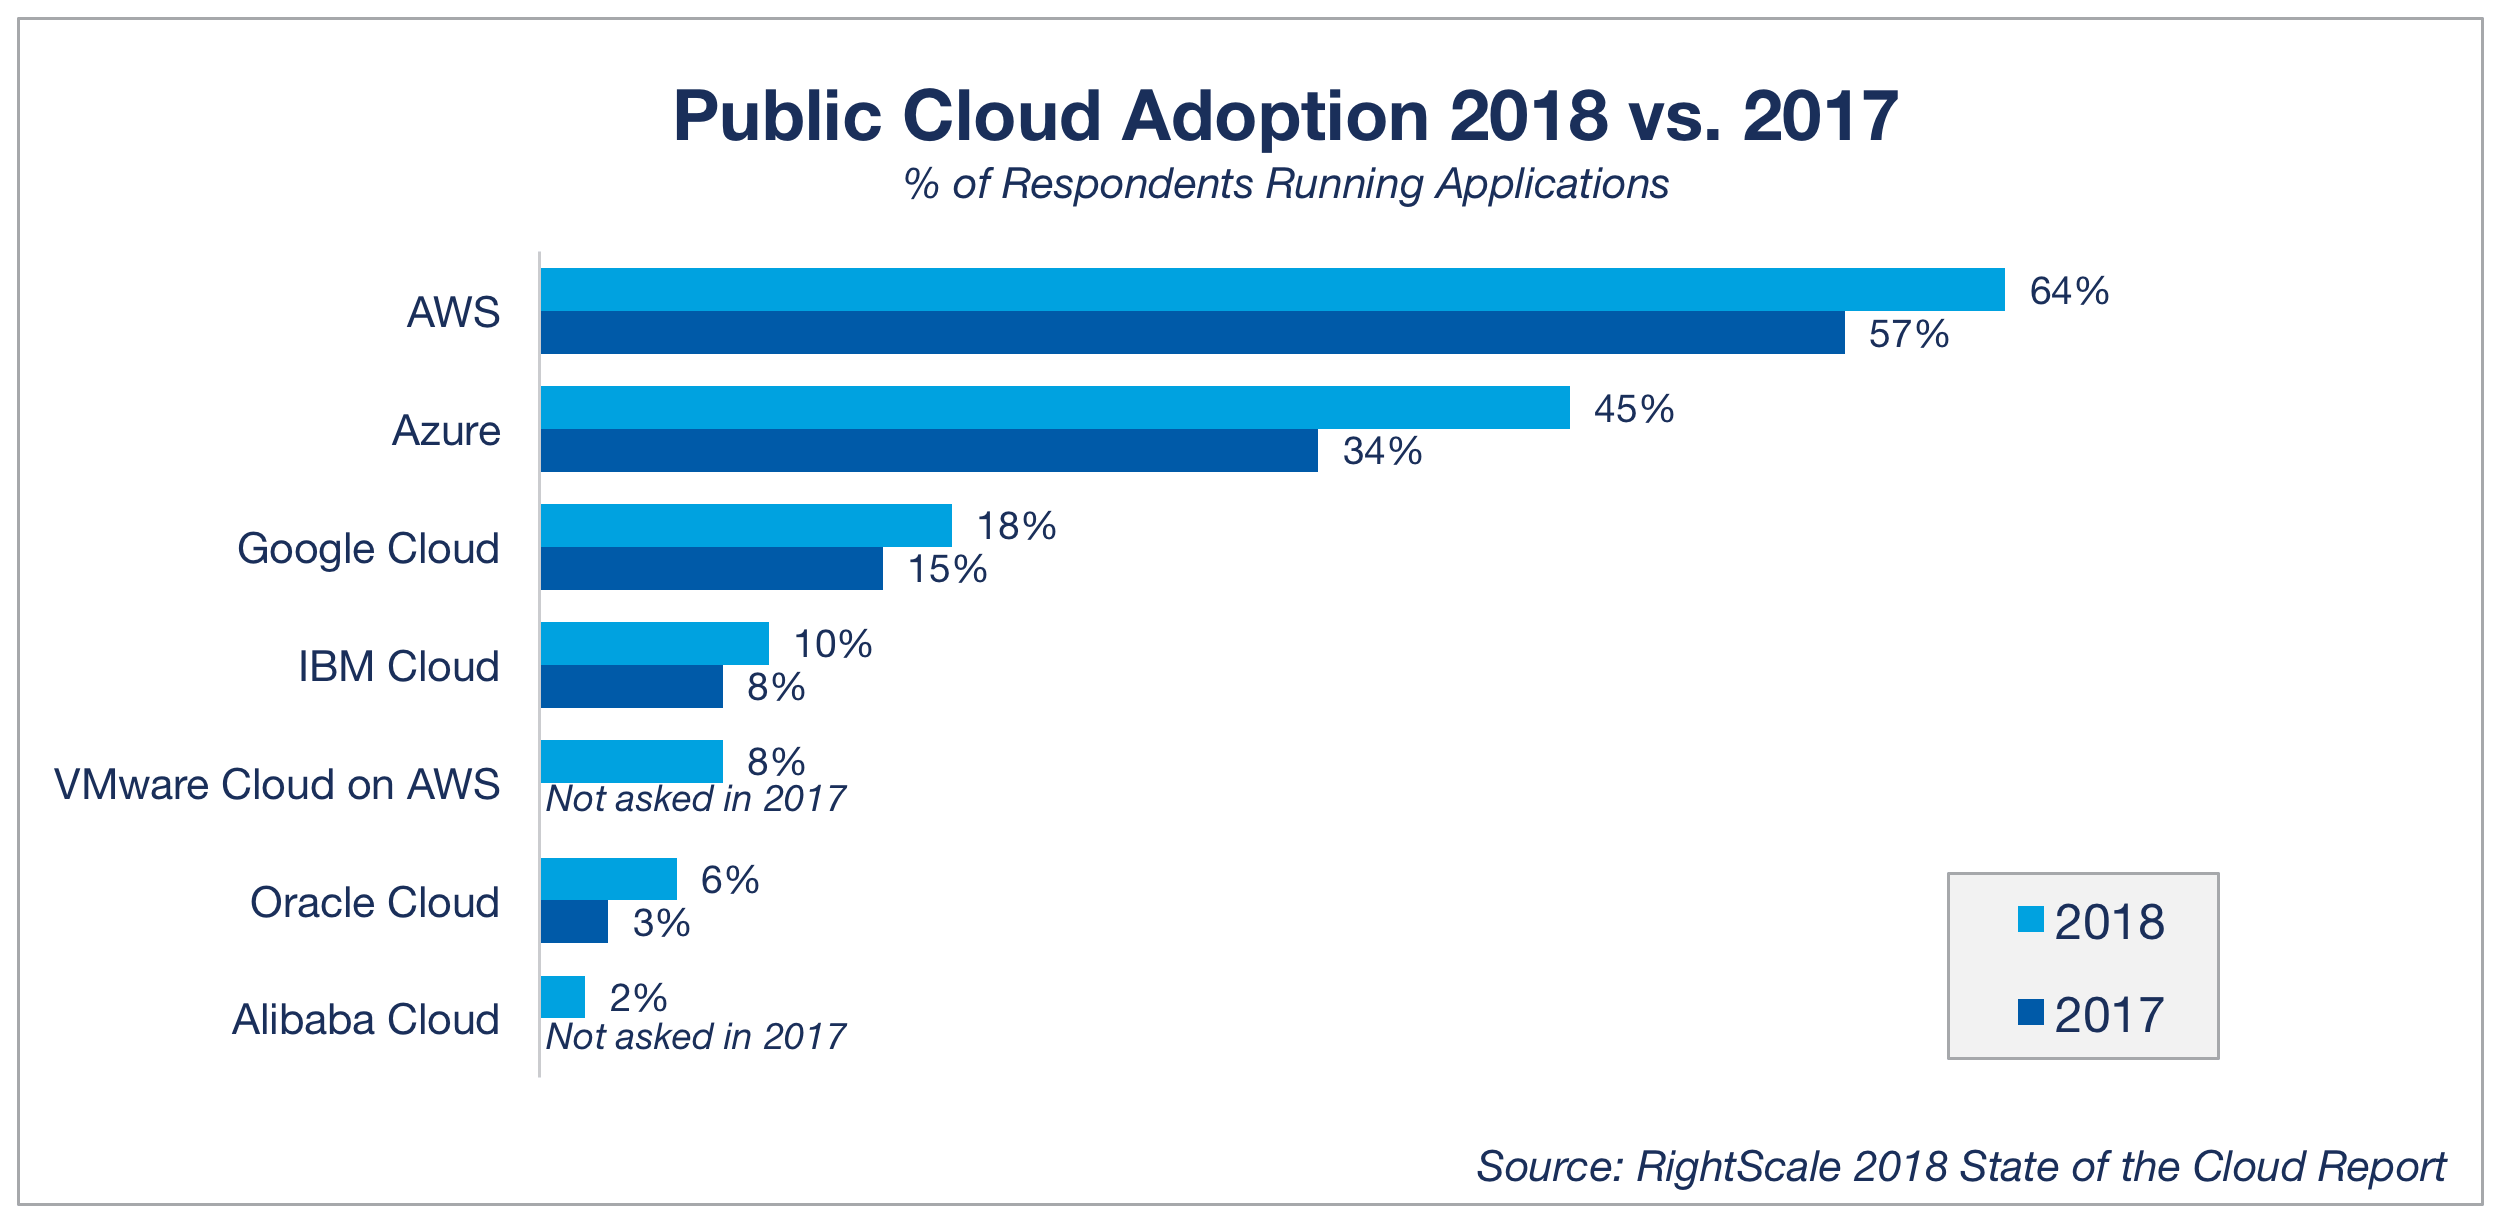 Public Cloud Adoption 2018 vs. 2017
% of Respondents Running Applications
AWS
64%
57%
Azure
45%
34%
Google Cloud
18%
15%
IBM Cloud
10%
8%
VMware Cloud on AWS
8%
Not asked in 2017
Oracle Cloud
6%
3%
Alibaba Cloud
2%
Not asked in 2017
2018
2017
Source: RightScale 2018 State of the Cloud Report